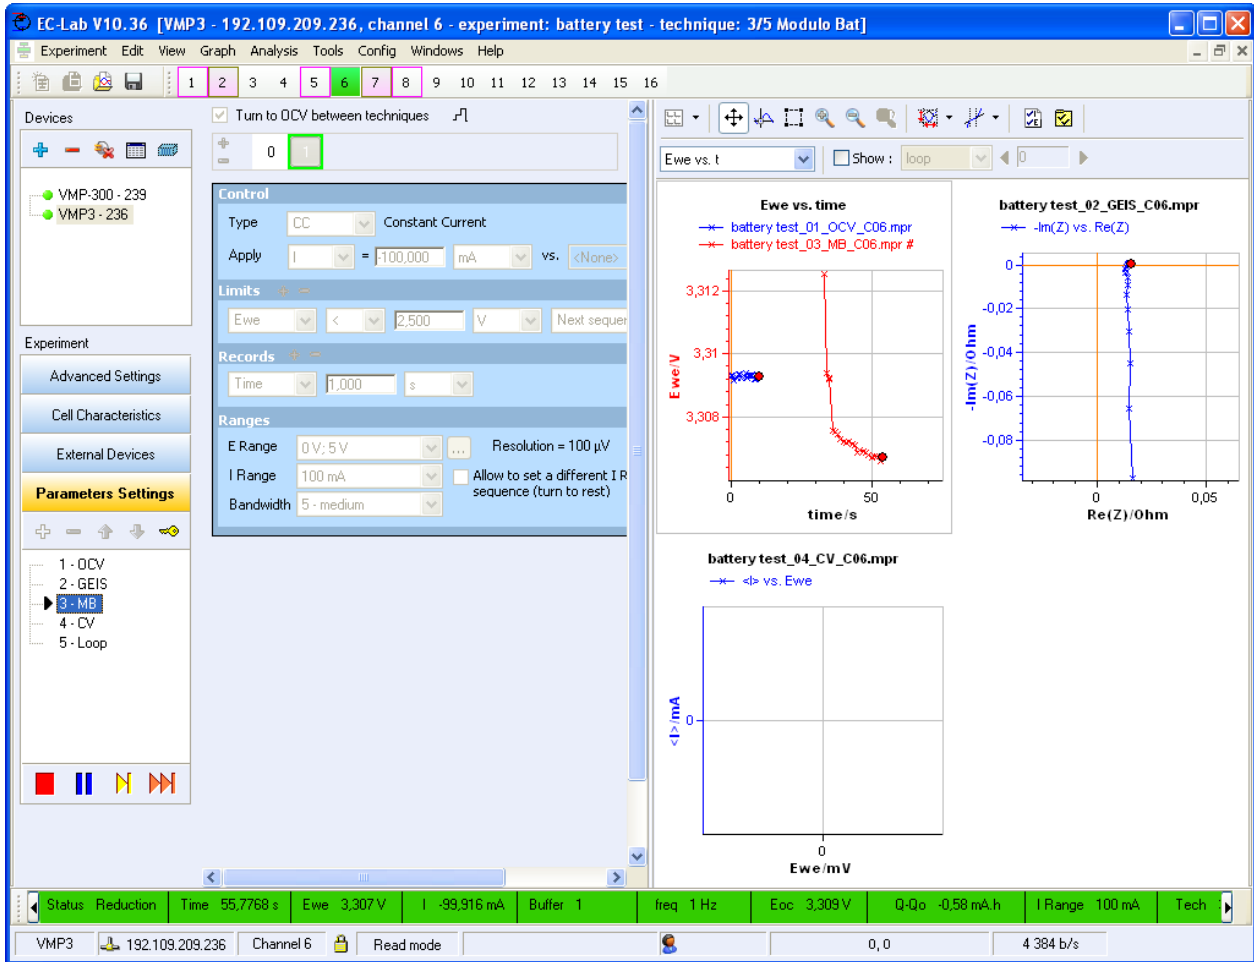 EC-Lab V10.36 [VMP3 - 192.109.209.236, channel 6 - experiment: battery test - technique: 3/5 Modulo Bat]
Experiment Edit View Graph Analysis Tools Config Windows Help
1 2 3 4 5 6 7 8 9 10 11 12 13 14 15 16
Devices
VMP-300 - 239
VMP3 - 236
Experiment
Advanced Settings
Cell Characteristics
External Devices
Parameters Settings
1 - OCV
2 - GEIS
3 - MB
4 - CV
5 - Loop
Turn to OCV between techniques
0 1
Control
Type CC Constant Current
Apply I = -100,000 mA vs. <None>
Limits
Ewe < 2,500 V Next sequer
Records
Time 1,000 s
Ranges
E Range 0 V; 5 V ... Resolution = 100 µV
I Range 100 mA Allow to set a different I R
sequence (turn to rest)
Bandwidth 5 - medium
Ewe vs. t Show : loop 0
Ewe vs. time
battery test_01_OCV_C06.mpr
battery test_03_MB_C06.mpr #
3,312
3,31
3,308
Ewe/V
0 50
time/s
battery test_02_GEIS_C06.mpr
-Im(Z) vs. Re(Z)
0
-0,02
-0,04
-0,06
-0,08
-Im(Z)/Ohm
0 0,05
Re(Z)/Ohm
battery test_04_CV_C06.mpr
<I> vs. Ewe
0
<I>/mA
0
Ewe/mV
Status Reduction Time 55,7768 s Ewe 3,307 V I -99,916 mA Buffer 1 freq 1 Hz Eoc 3,309 V Q-Qo -0,58 mA.h I Range 100 mA Tech
VMP3 192.109.209.236 Channel 6 Read mode 0, 0 4 384 b/s